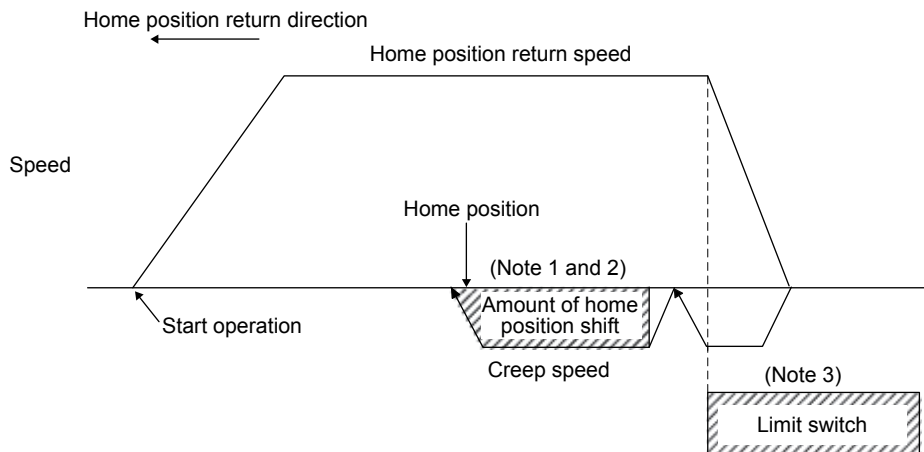 Home position return direction
Home position return speed
Speed
Home position
(Note 1 and 2)
Amount of home
position shift
Start operation
Creep speed
(Note 3)
Limit switch